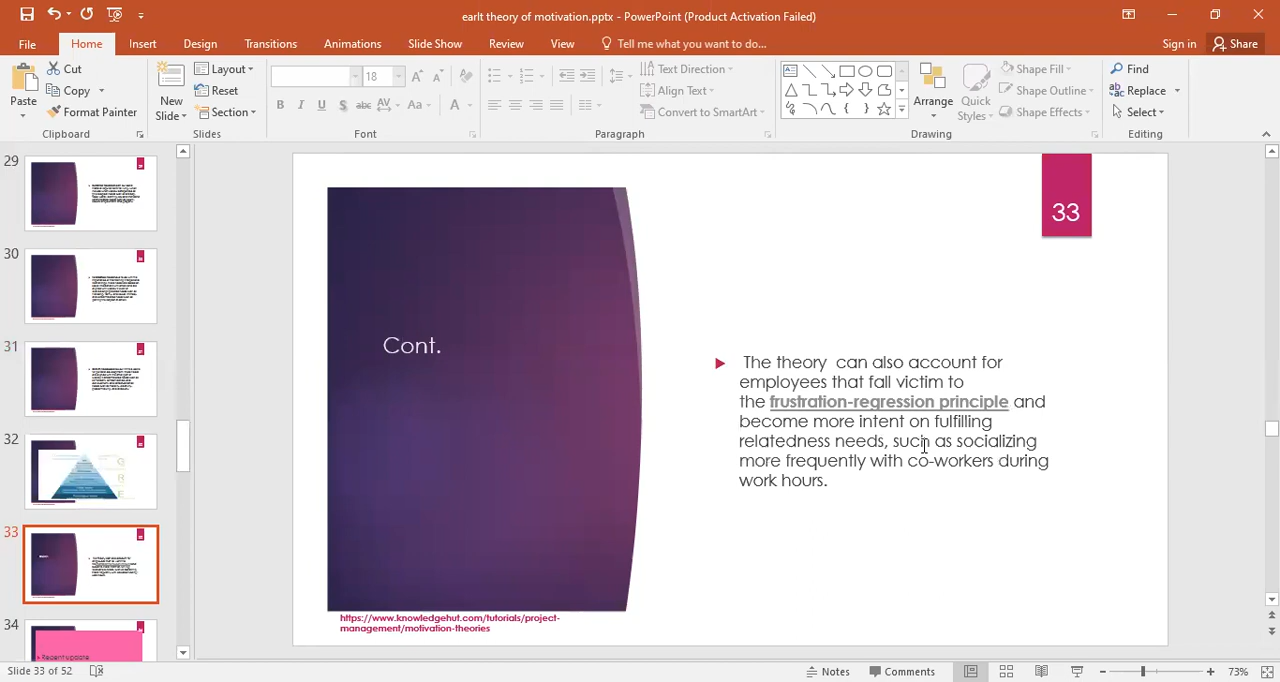 earlt theory of motivation.pptx - PowerPoint (Product Activation Failed)
File Home Insert Design Transitions Animations Slide Show Review View Tell me what you want to do... Sign in Share
Paste Cut Copy Format Painter
Clipboard
New Slide Layout Reset Section
Slides
18
B I U S abc AV Aa A
Font
Text Direction Align Text Convert to SmartArt
Paragraph
Arrange Quick Styles Shape Fill Shape Outline Shape Effects
Drawing
Find Replace Select
Editing
29
30
31
32
33
34
Recent update
33
Cont.
The theory can also account for
employees that fall victim to
the frustration-regression principle and
become more intent on fulfilling
relatedness needs, such as socializing
more frequently with co-workers during
work hours.
https://www.knowledgehut.com/tutorials/project-
management/motivation-theories
Slide 33 of 52 Notes Comments 73%